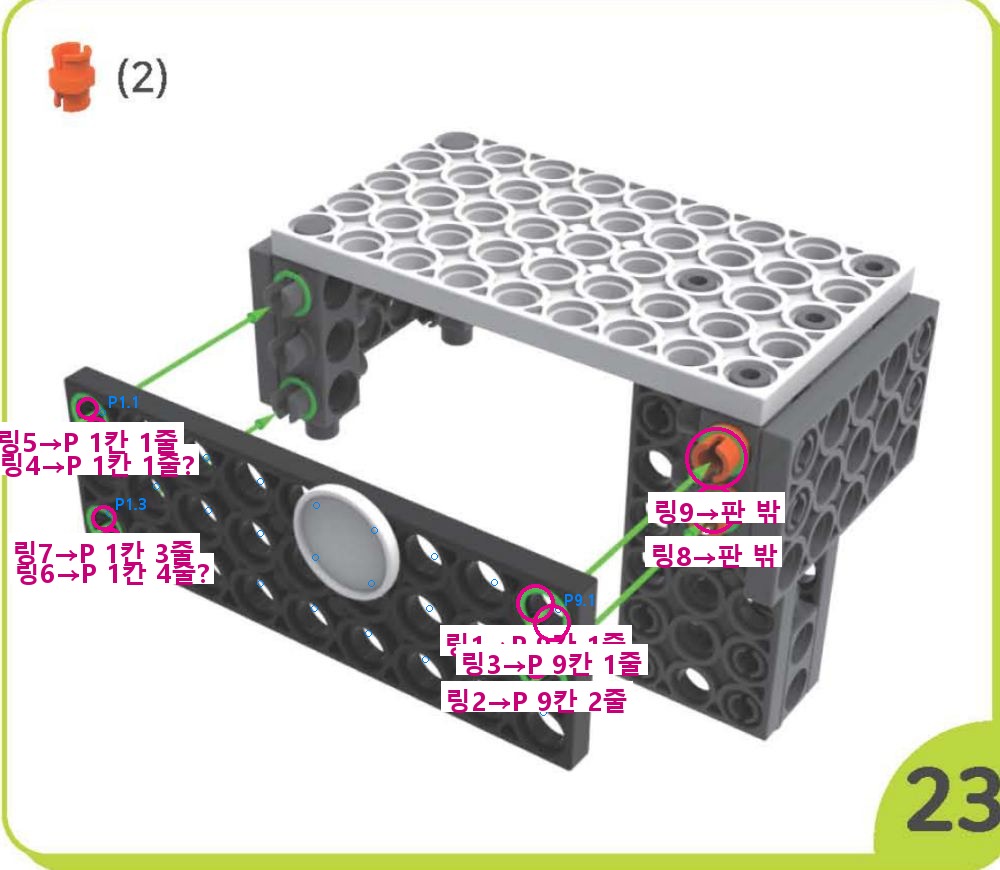 (2)
P1.1
링5→P 1칸 1줄
링4→P 1칸 1줄?
P1.3
링7→P 1칸 3줄
링6→P 1칸 4줄?
링9→판 밖
링8→판 밖
P9.1
링3→P 9칸 1줄
링2→P 9칸 2줄
23